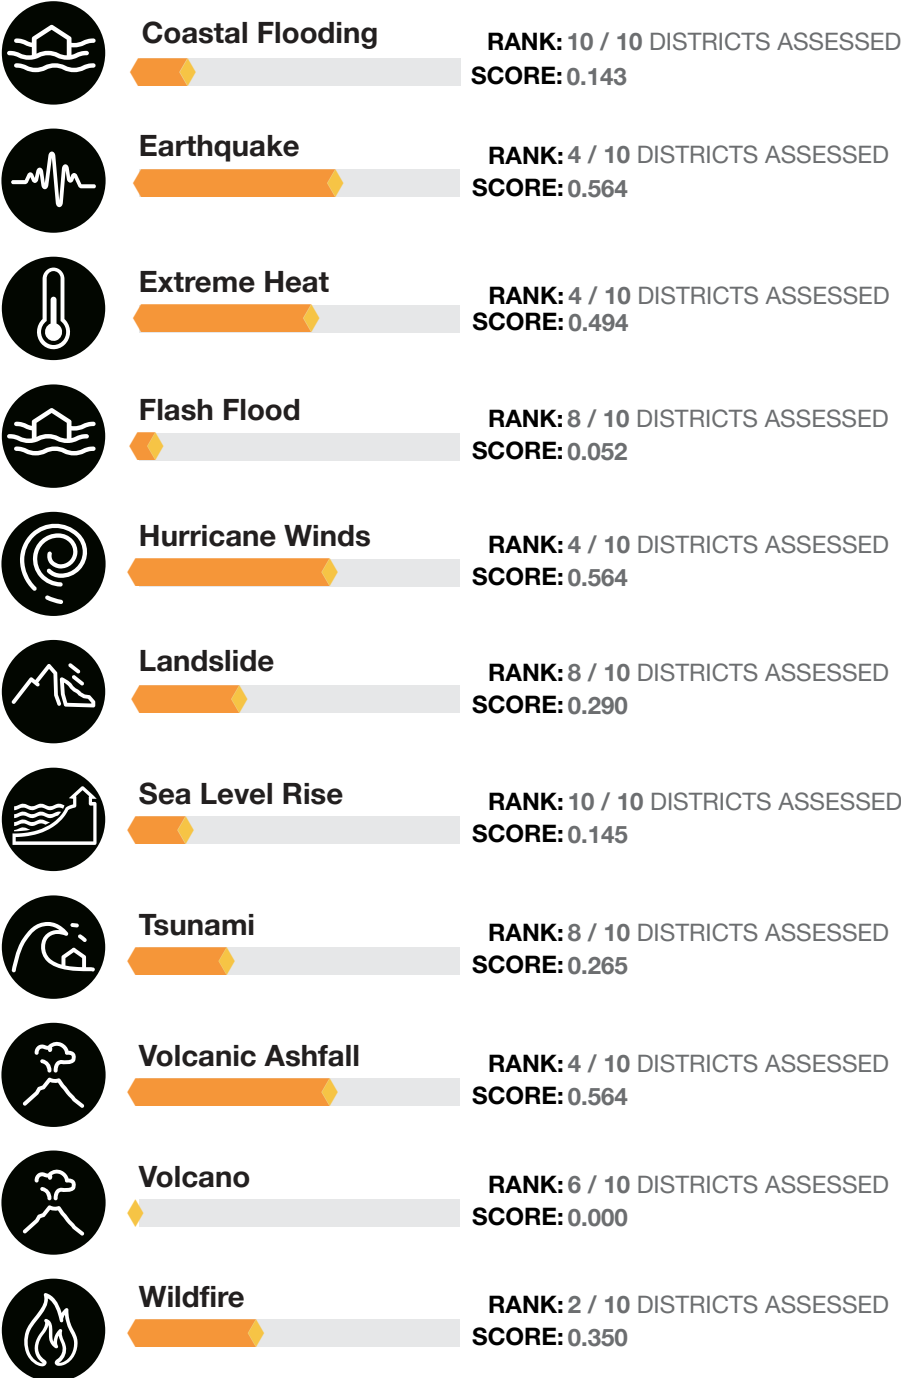 Coastal Flooding
RANK: 10 / 10 DISTRICTS ASSESSED
SCORE: 0.143
Earthquake
RANK: 4 / 10 DISTRICTS ASSESSED
SCORE: 0.564
Extreme Heat
RANK: 4 / 10 DISTRICTS ASSESSED
SCORE: 0.494
Flash Flood
RANK: 8 / 10 DISTRICTS ASSESSED
SCORE: 0.052
Hurricane Winds
RANK: 4 / 10 DISTRICTS ASSESSED
SCORE: 0.564
Landslide
RANK: 8 / 10 DISTRICTS ASSESSED
SCORE: 0.290
Sea Level Rise
RANK: 10 / 10 DISTRICTS ASSESSED
SCORE: 0.145
Tsunami
RANK: 8 / 10 DISTRICTS ASSESSED
SCORE: 0.265
Volcanic Ashfall
RANK: 4 / 10 DISTRICTS ASSESSED
SCORE: 0.564
Volcano
RANK: 6 / 10 DISTRICTS ASSESSED
SCORE: 0.000
Wildfire
RANK: 2 / 10 DISTRICTS ASSESSED
SCORE: 0.350